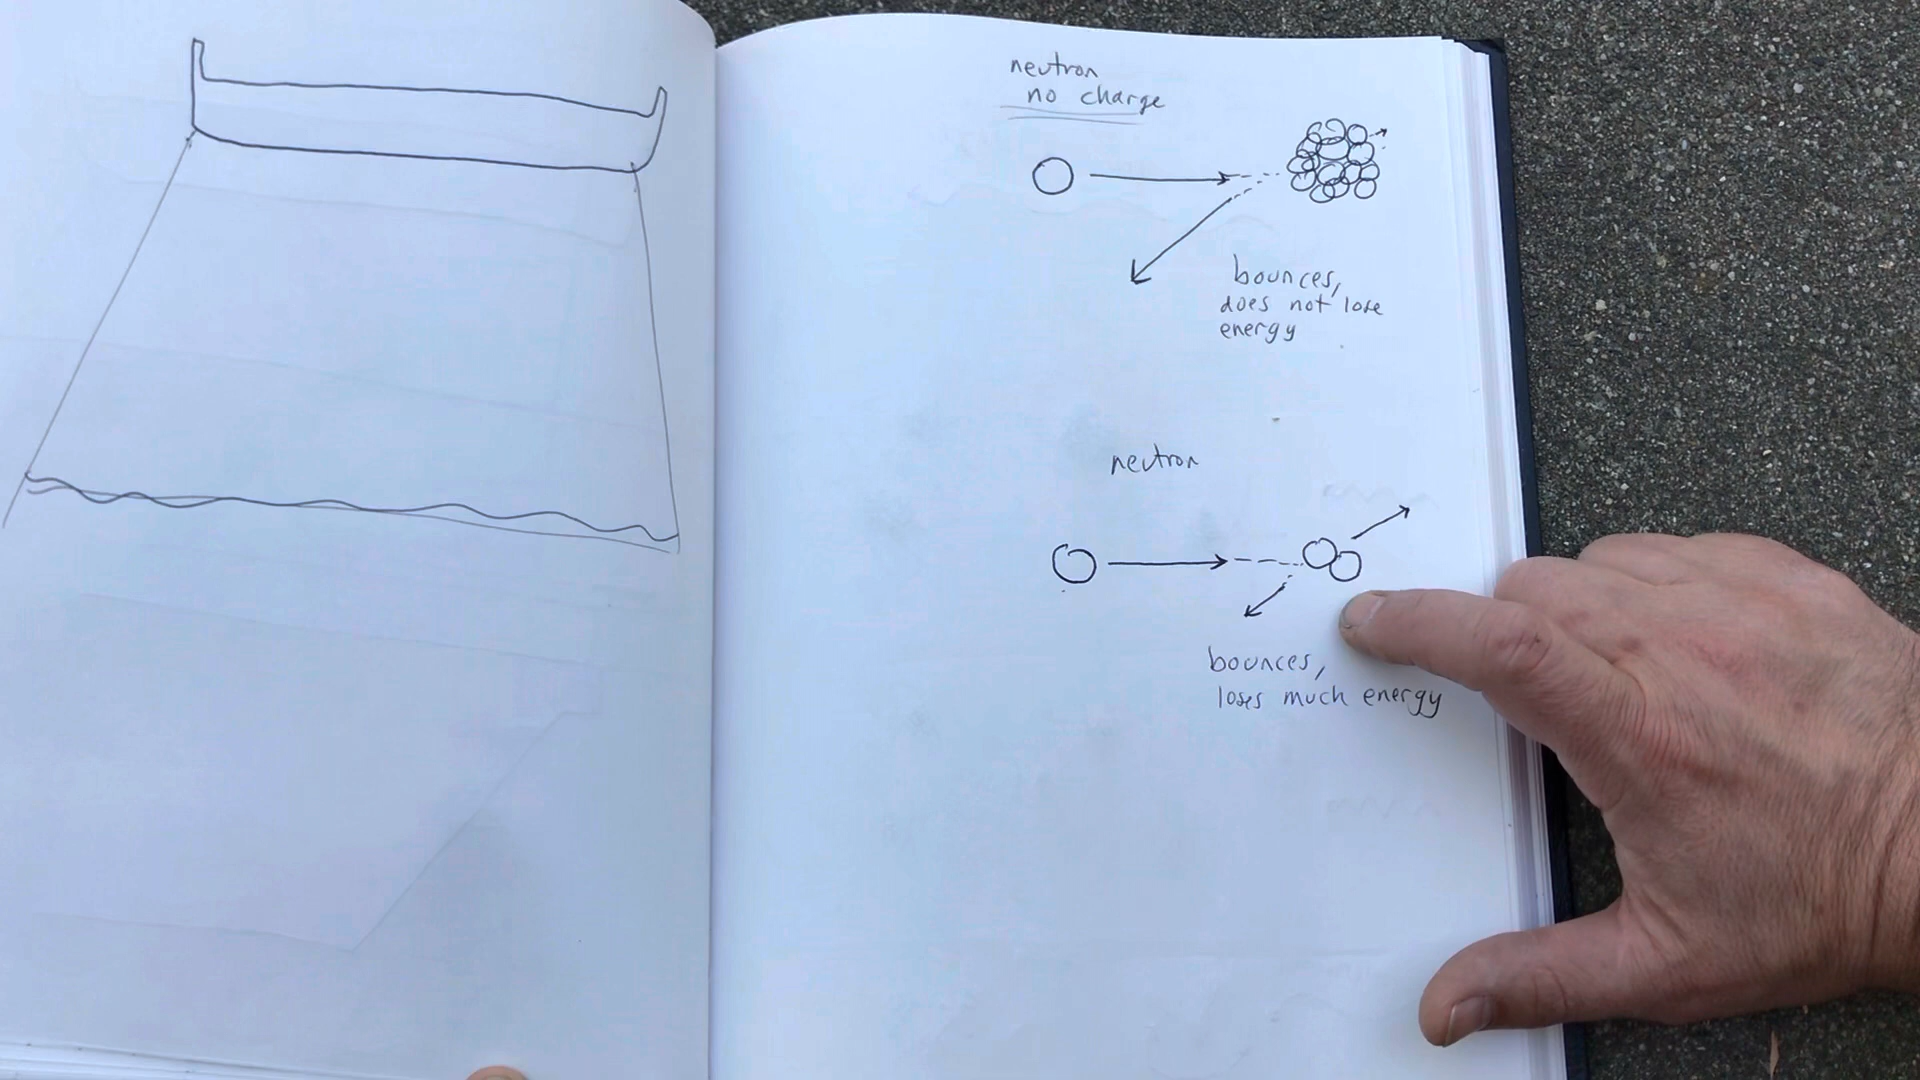 neutron
no charge
bounces,
does not lose
energy
neutron
bounces,
loses much energy